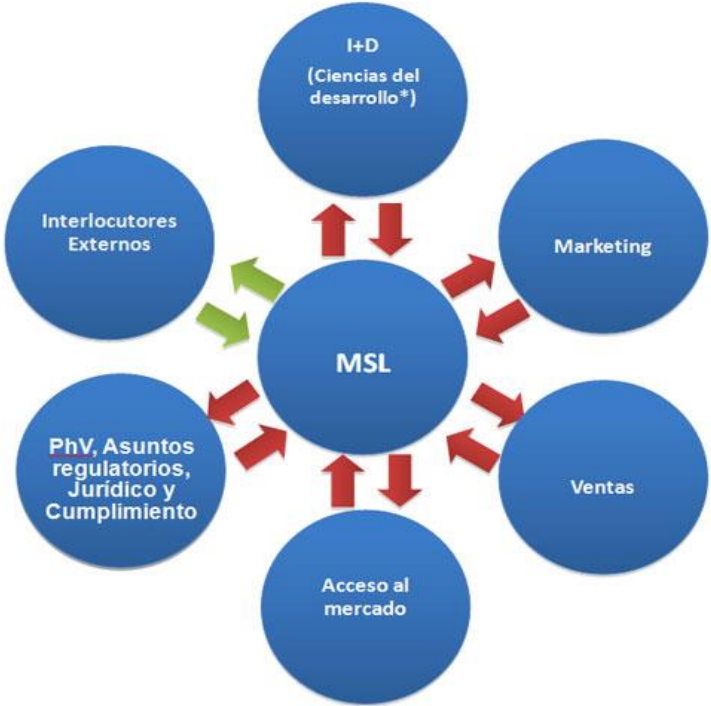 I+D
(Ciencias del
desarrollo*)
Interlocutores
Externos
Marketing
MSL
PhV, Asuntos
regulatorios,
Jurídico y
Cumplimiento
Ventas
Acceso al
mercado